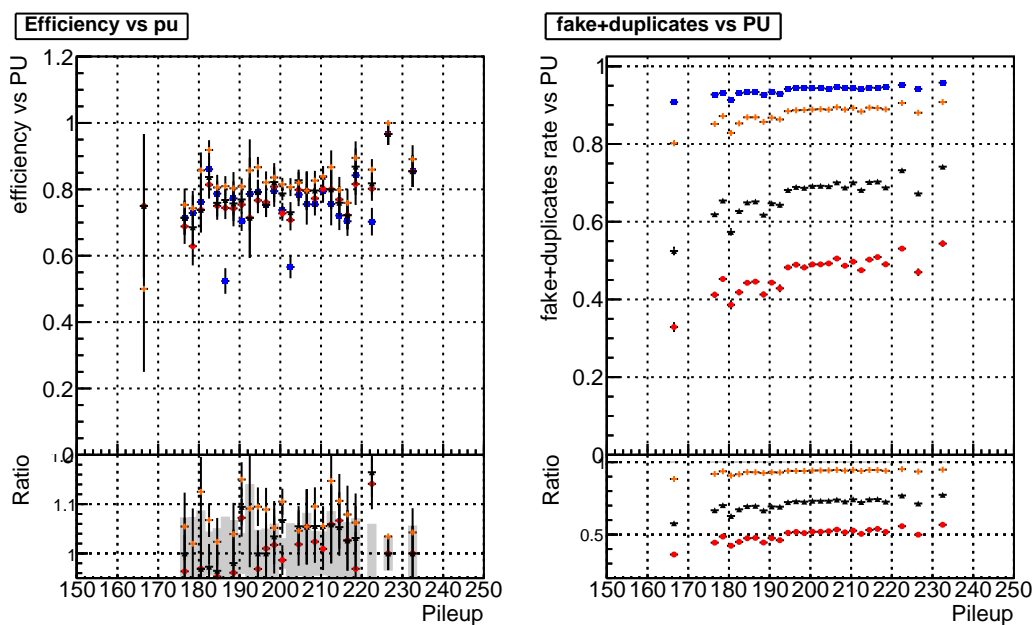 Efficiency vs pu
efficiency vs PU
1.2
1
0.8
0.6
0.4
0.2
0
Ratio
1.1
1
150 160 170 180 190 200 210 220 230 240 250
Pileup
fake+duplicates vs PU
fake+duplicates rate vs PU
1
0.8
0.6
0.4
0.2
0
Ratio
0.5
150 160 170 180 190 200 210 220 230 240 250
Pileup